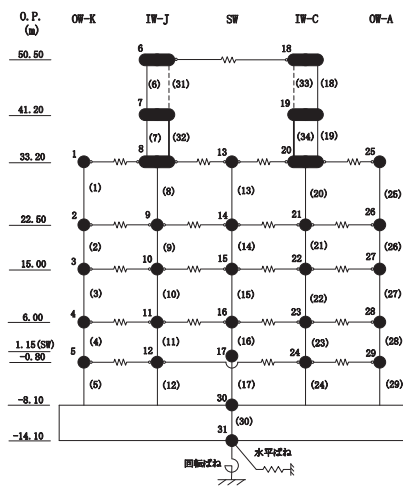 O.P. OW-K IW-J SW IW-C OW-A
(m)
50.50 6 18
(6) (31) (33) (18)
41.20 7 19
(7) (32) (34) (19)
33.20 1 8 13 20 25
(1) (8) (13) (20) (25)
22.50 2 9 14 21 26
(2) (9) (14) (21) (26)
15.00 3 10 15 22 27
(3) (10) (15) (22) (27)
6.00 4 11 16 23 28
(4) (11) (16) (23) (28)
1.15(SW) 17
-0.80 5 12 24 29
(5) (12) (17) (24) (29)
-8.10 30
(30)
-14.10 31
水平ばね
回転ばね